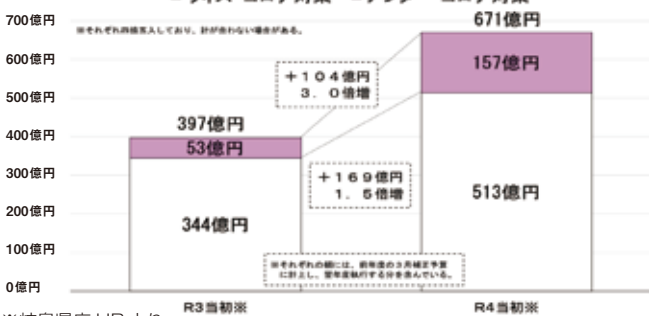 671億円
700億円
※それぞれ四捨五入しており、計が合わない場合がある。
600億円
157億円
+104億円
3.0倍増
500億円
397億円
400億円
53億円
300億円
+169億円
1.5倍増
513億円
200億円
344億円
100億円
※それぞれの額には、前年度の3月補正予算
に計上し、翌年度執行する分を含んでいる。
0億円
R3当初※
R4当初※